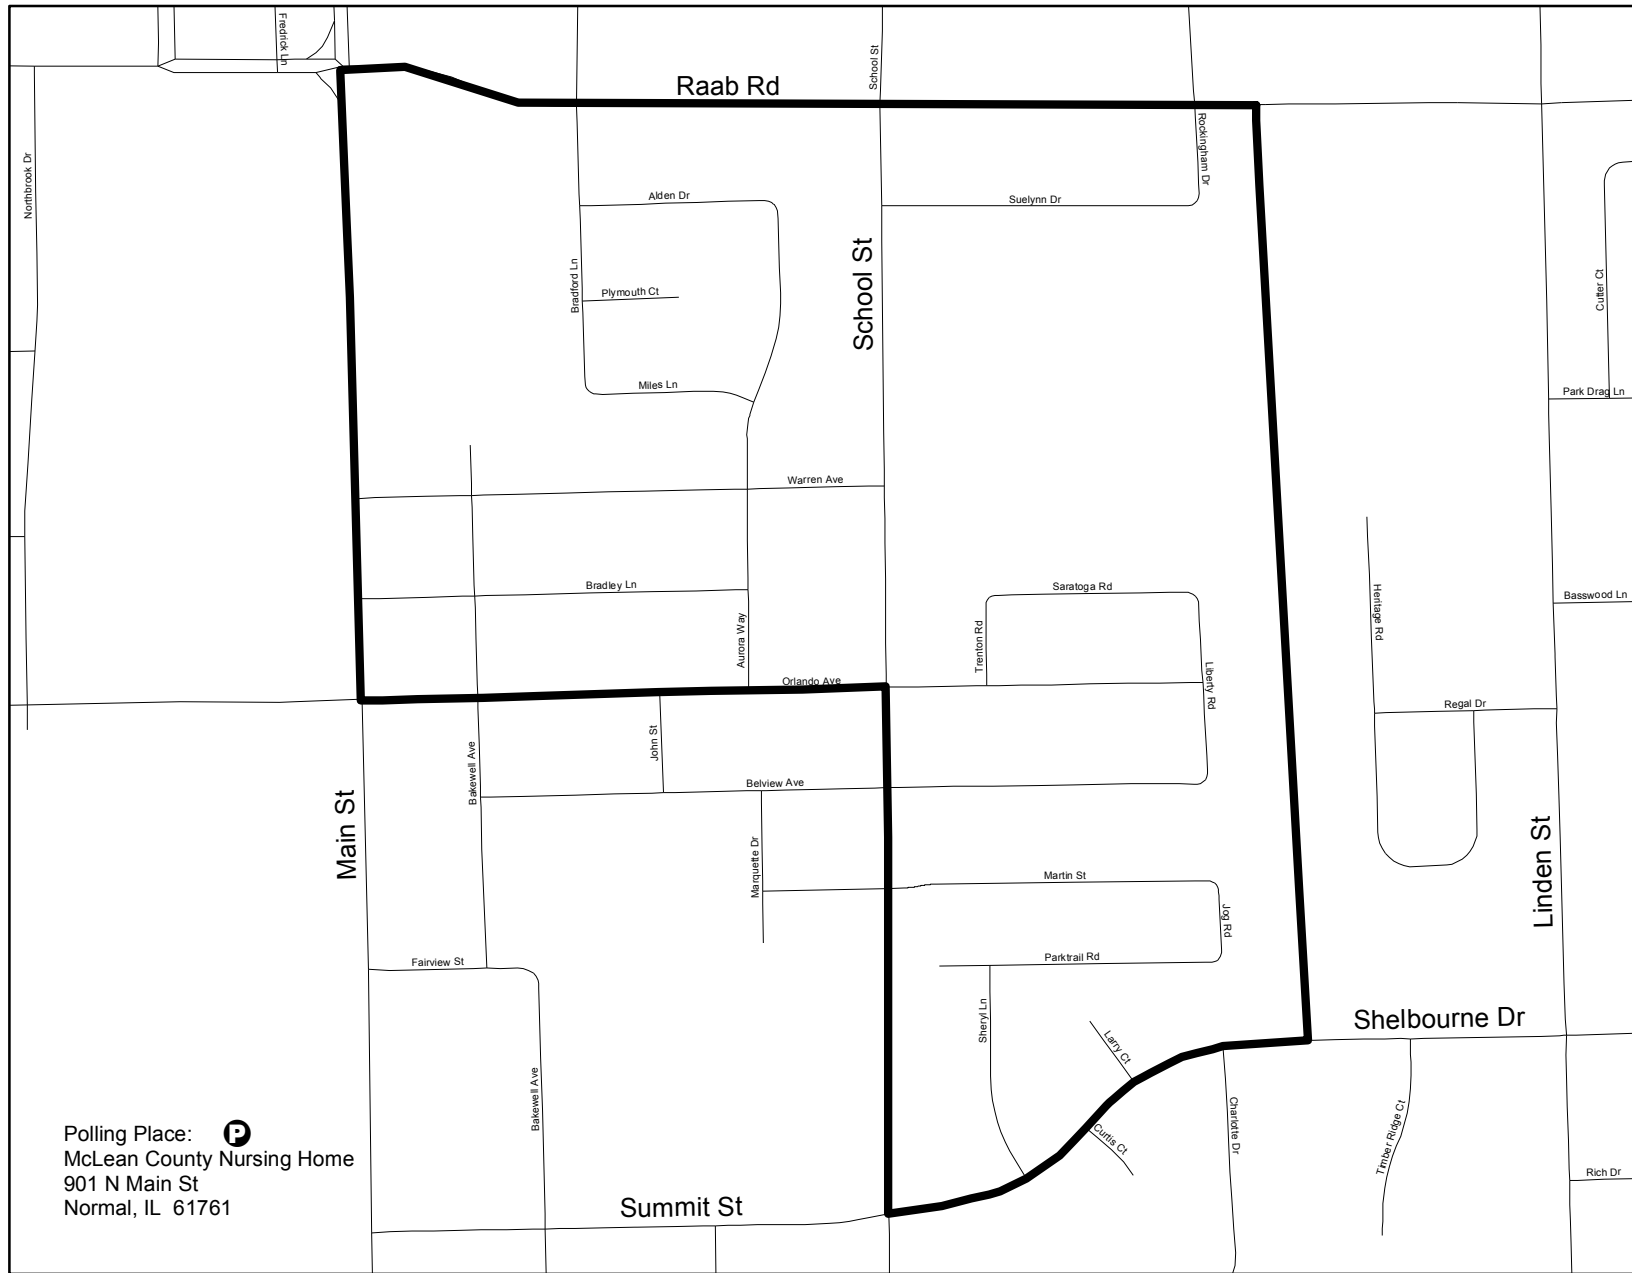 Fredrick Ln
School St
Raab Rd
Rockingham Dr
Northbrook Dr
Alden Dr
Suelynn Dr
School St
Bradford Ln
Plymouth Ct
Cutter Ct
Miles Ln
Park Drag Ln
Warren Ave
Bradley Ln
Saratoga Rd
Heritage Rd
Basswood Ln
Aurora Way
Trenton Rd
Orlando Ave
Liberty Rd
Regal Dr
John St
Bakewell Ave
Belview Ave
Main St
Marquette Dr
Linden St
Martin St
Jog Rd
Fairview St
Parktrail Rd
Sheryl Ln
Shelbourne Dr
Larry Ct
Bakewell Ave
Charlotte Dr
Curtis Ct
Timber Ridge Ct
Rich Dr
Polling Place: P
McLean County Nursing Home
901 N Main St
Normal, IL 61761
Summit St